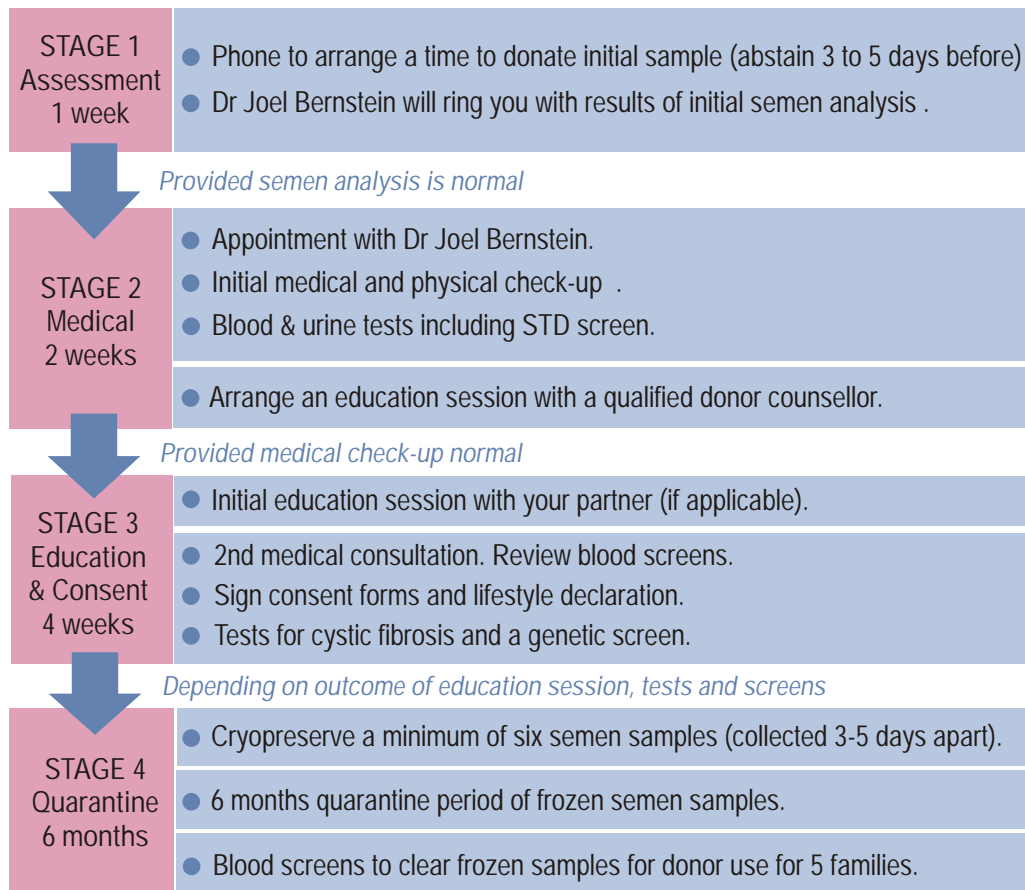 STAGE 1
Assessment
1 week
● Phone to arrange a time to donate initial sample (abstain 3 to 5 days before)
● Dr Joel Bernstein will ring you with results of initial semen analysis .
Provided semen analysis is normal
STAGE 2
Medical
2 weeks
● Appointment with Dr Joel Bernstein.
● Initial medical and physical check-up .
● Blood & urine tests including STD screen.
● Arrange an education session with a qualified donor counsellor.
Provided medical check-up normal
STAGE 3
Education
& Consent
4 weeks
● Initial education session with your partner (if applicable).
● 2nd medical consultation. Review blood screens.
● Sign consent forms and lifestyle declaration.
● Tests for cystic fibrosis and a genetic screen.
Depending on outcome of education session, tests and screens
STAGE 4
Quarantine
6 months
● Cryopreserve a minimum of six semen samples (collected 3-5 days apart).
● 6 months quarantine period of frozen semen samples.
● Blood screens to clear frozen samples for donor use for 5 families.